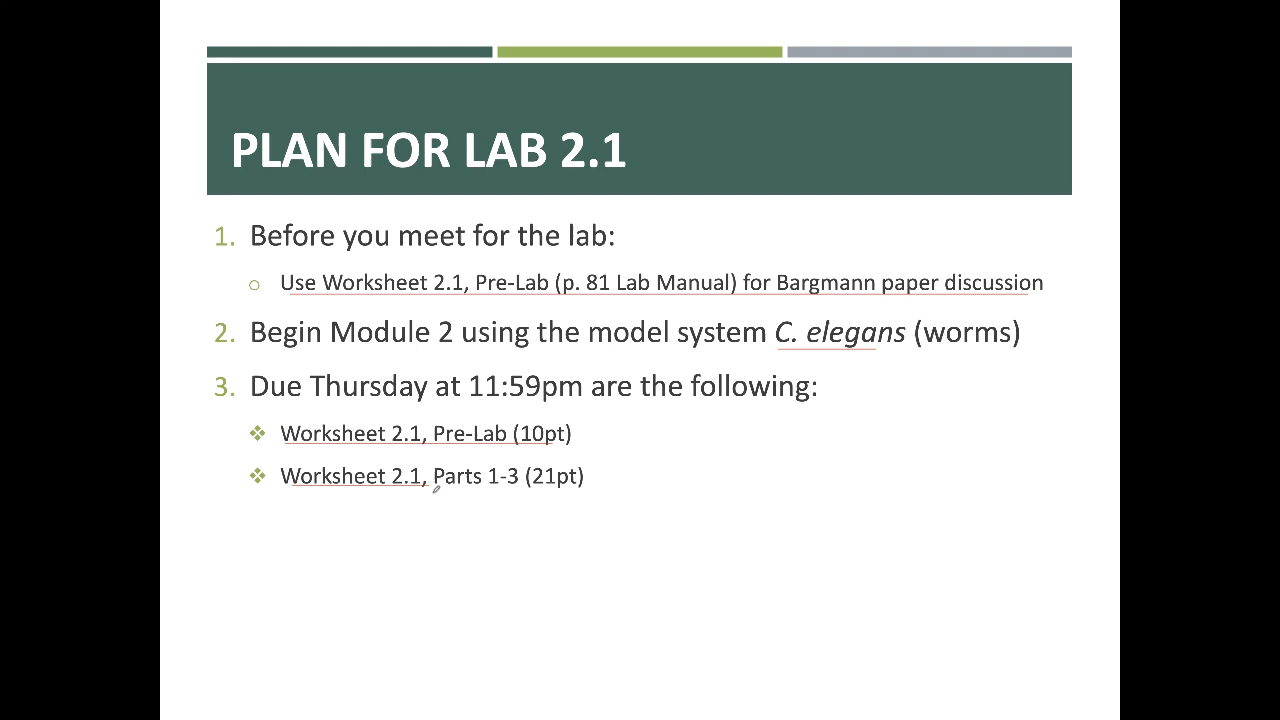 PLAN FOR LAB 2.1
1. Before you meet for the lab:
Use Worksheet 2.1, Pre-Lab (p. 81 Lab Manual) for Bargmann paper discussion
2. Begin Module 2 using the model system C. elegans (worms)
3. Due Thursday at 11:59pm are the following:
Worksheet 2.1, Pre-Lab (10pt)
Worksheet 2.1, Parts 1-3 (21pt)